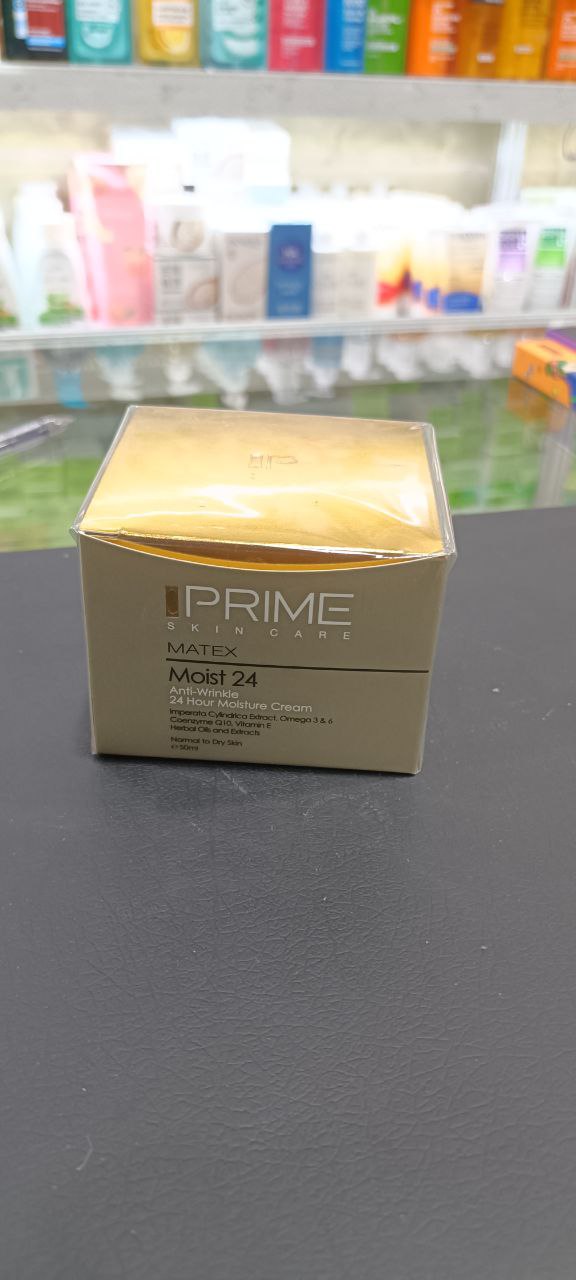 PRIME
SKIN CARE
MATEX
Moist 24
Anti-Wrinkle
24 Hour Moisture Cream
Imperata Cylindrica Extract, Omega 3 & 6
Coenzyme Q10, Vitamin E
Herbal Oils and Extracts
Normal to Dry Skin
℮ 50ml